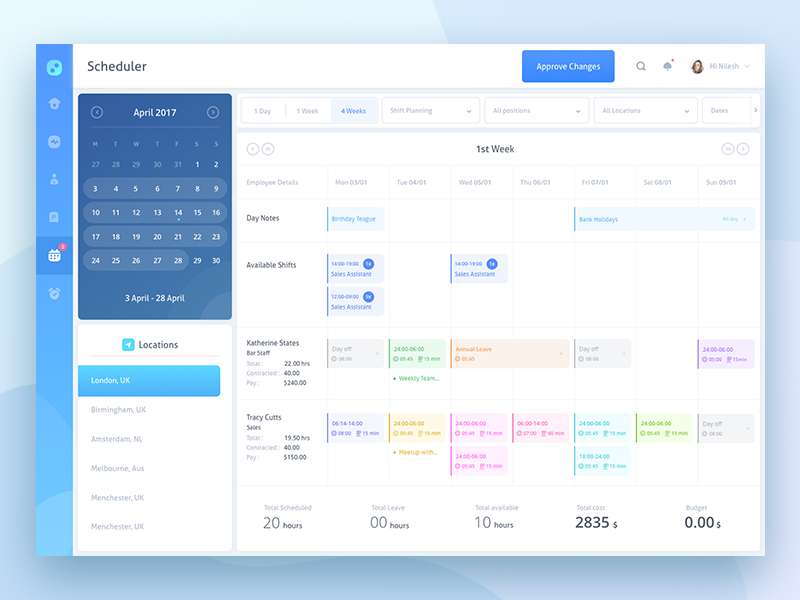 Scheduler
Approve Changes
Hi Nilesh
2
April 2017
M T W T F S S
27 28 29 30 31 1 2
3 4 5 6 7 8 9
10 11 12 13 14 15 16
17 18 19 20 21 22 23
24 25 26 27 28 29 30
3 April - 28 April
Locations
London, UK
Birmingham, UK
Amsterdam, NL
Melbourne, Aus
Menchester, UK
Menchester, UK
1 Day 1 Week 4 Weeks Shift Planning All positions All Locations Dates
1st Week
Employee Details Mon 03/01 Tue 04/01 Wed 05/01 Thu 06/01 Fri 07/01 Sat 08/01 Sun 09/01
Day Notes Birthday Teague Bank Holidays All day
Available Shifts
14:00-19:00 1x
Sales Assistant
14:00-19:00 1x
Sales Assistant
12:00-09:00
Sales Assistant
Katherine States
Bar Staff
Total : 22.00 hrs
Contracted : 40.00
Pay : $240.00
Day off
08:00
24:00-06:00
05:45 15 min
Weekly Team...
Annual Leave
05:45
Day off
08:00
24:00-06:00
05:00 15min
Tracy Cutts
Sales
Total : 19.50 hrs
Contracted : 40.00
Pay : $150.00
06:14-14:00
08:00 15 min
24:00-06:00
05:45 15 min
Meetup with...
24:00-06:00
05:45 15 min
24:00-06:00
05:45 15 min
06:00-14:00
07:00 60 min
24:00-06:00
05:45 15 min
18:00-24:00
05:45 15 min
24:00-06:00
05:45 15 min
Day off
08:00
Total Scheduled
20 hours
Total Leave
00 hours
Total available
10 hours
Total cost
2835 $
Budget
0.00 $